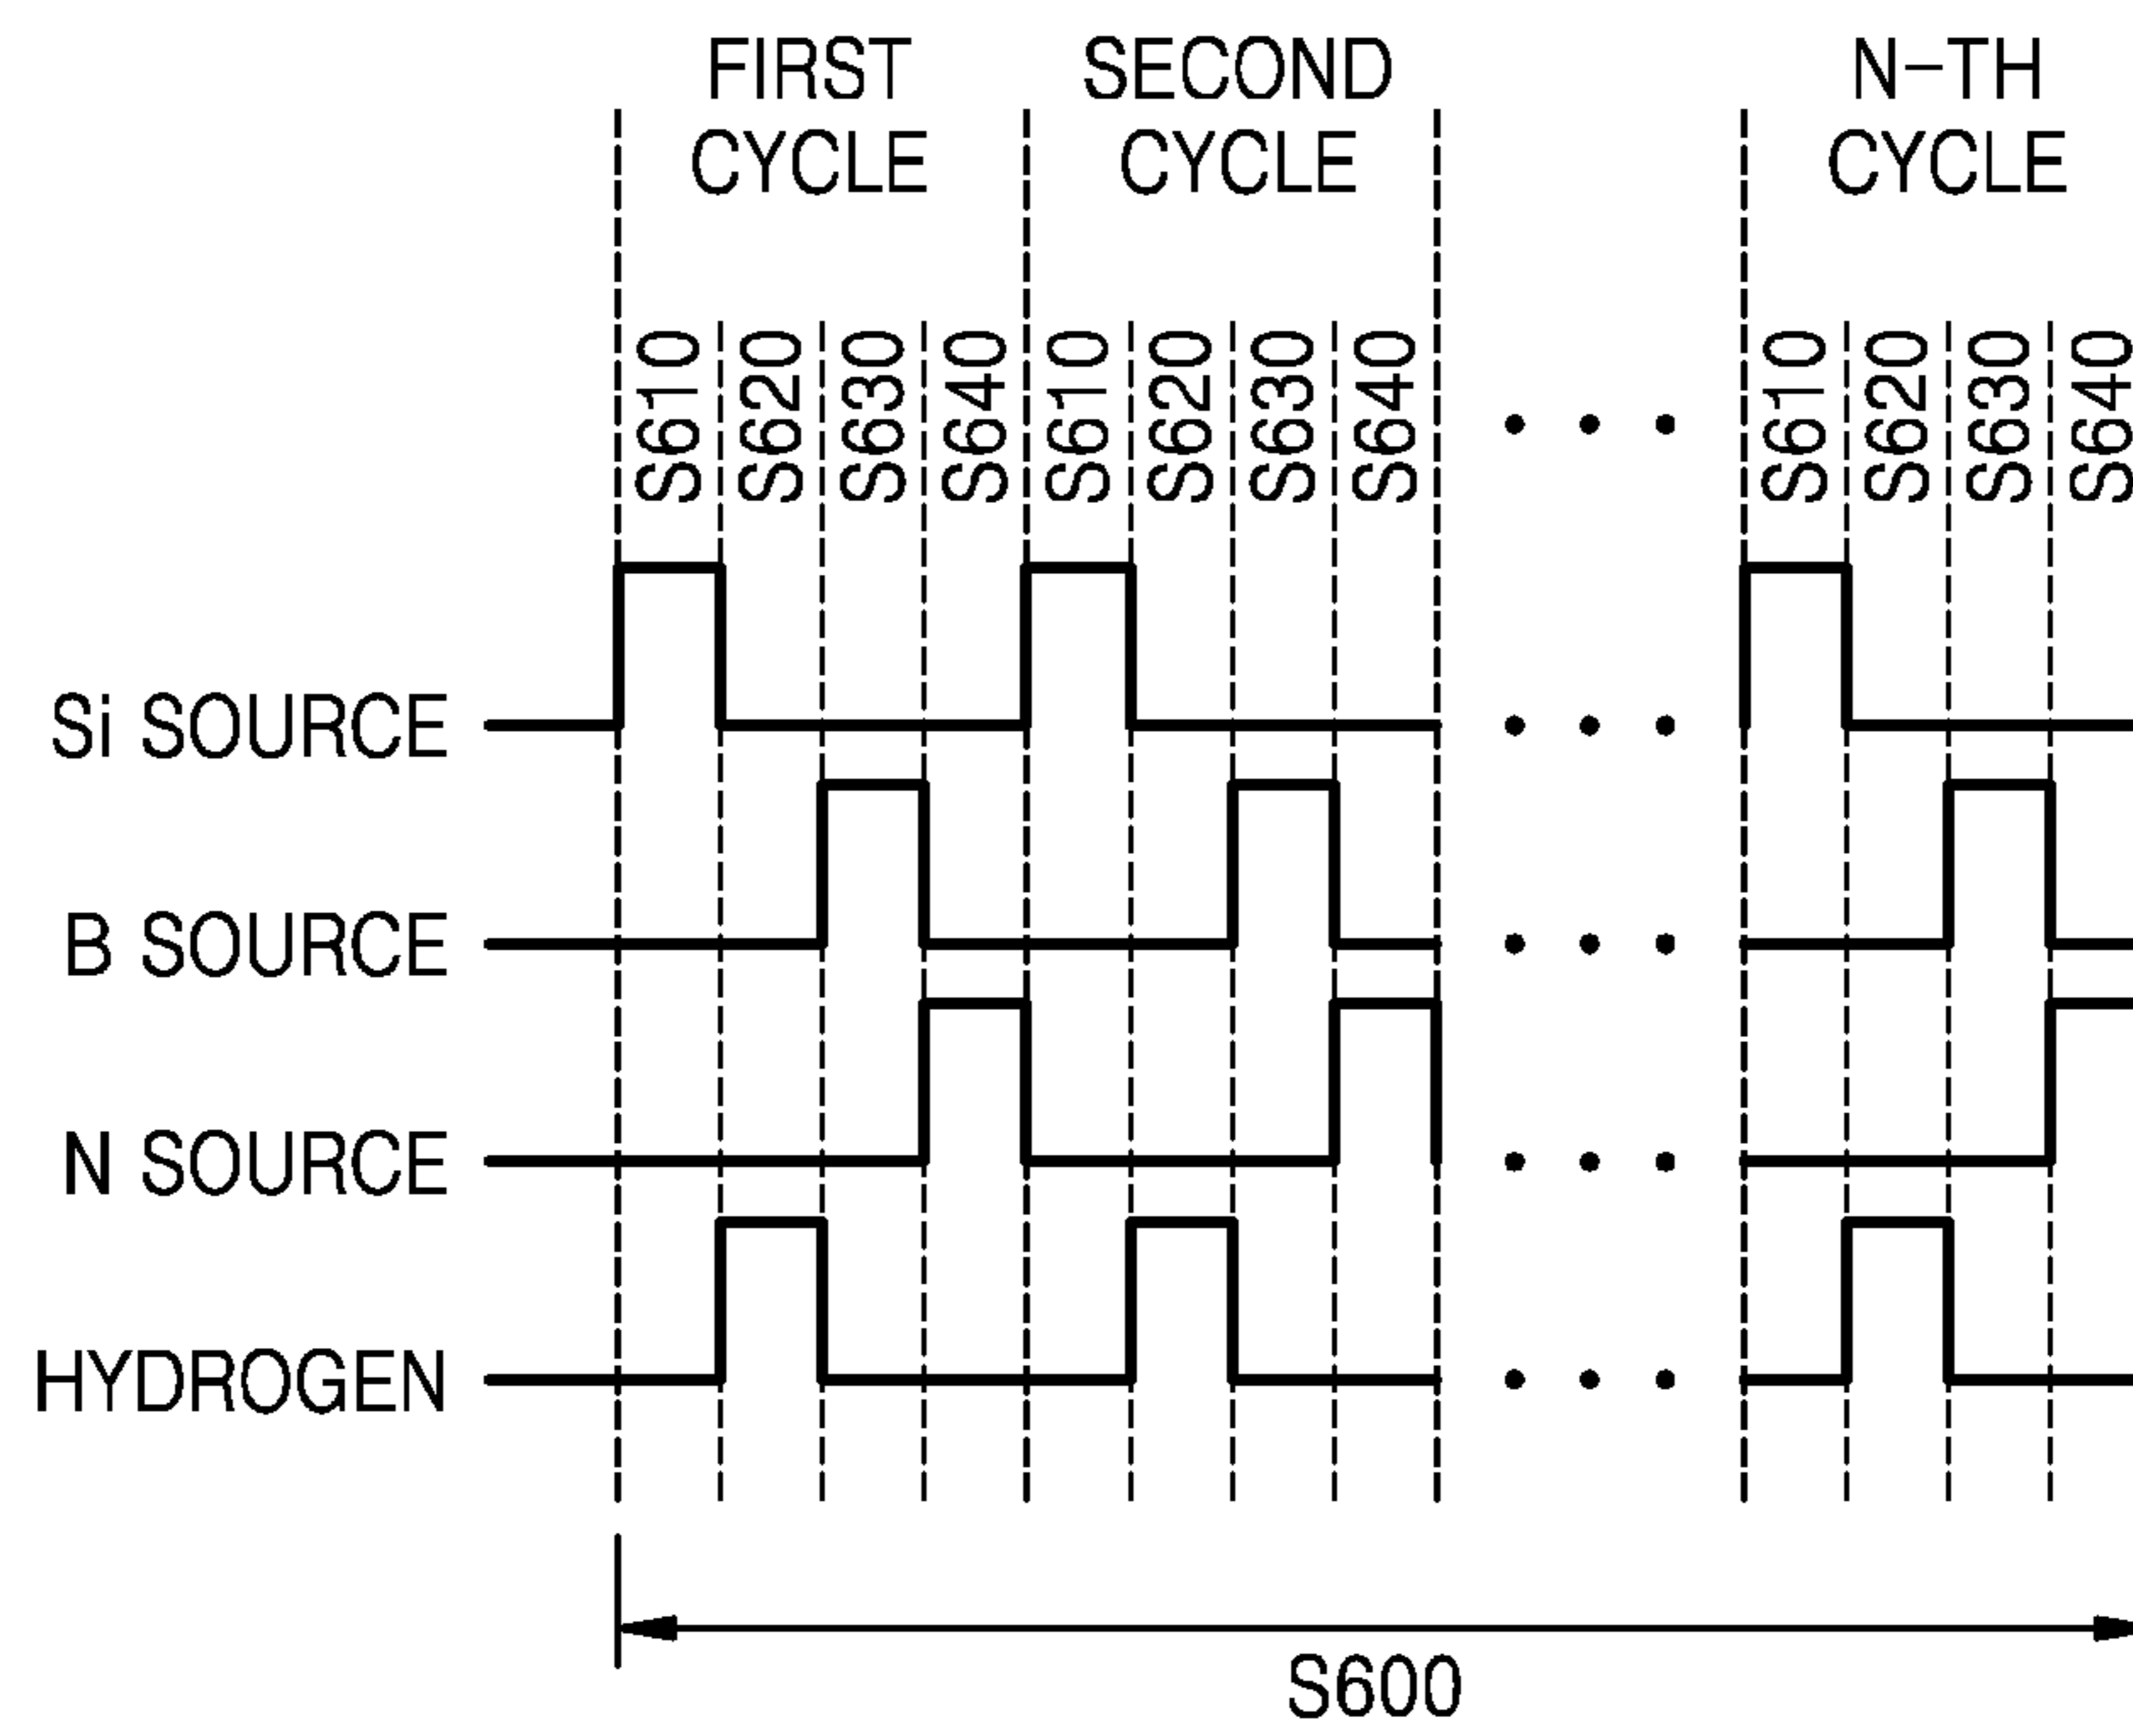 FIRST CYCLE
SECOND CYCLE
N-TH CYCLE
S610 S620 S630 S640 S610 S620 S630 S640 S610 S620 S630 S640
Si SOURCE
B SOURCE
N SOURCE
HYDROGEN
S600